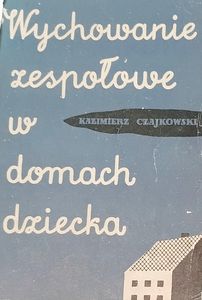 Wychowanie
zespołowe
w
KAZIMIERZ CZAJKOWSKI
domach
dziecka